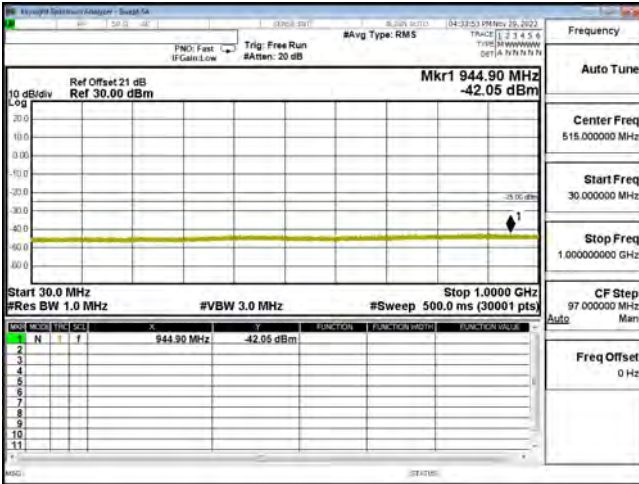 Keysight Spectrum Analyzer - Swept SA
#Avg Type: RMS
04:33:53 PM Nov 29, 2022
TRACE 1 2 3 4 5 6
TYPE M WWWWW
DET A N N N N N
PNO: Fast
IFGain:Low
Trig: Free Run
#Atten: 20 dB
Ref Offset 21 dB
Ref 30.00 dBm
10 dB/div
Log
Mkr1 944.90 MHz
-42.05 dBm
20.0
10.0
0.00
-10.0
-20.0
-25.00 dBm
-30.0
1
-40.0
Start 30.0 MHz
Stop 1.0000 GHz
#Res BW 1.0 MHz
#VBW 3.0 MHz
#Sweep 500.0 ms (30001 pts)
MKR MODE TRC SCL X Y FUNCTION FUNCTION WIDTH FUNCTION VALUE
1 N 1 f 944.90 MHz -42.05 dBm
2
3
4
5
6
7
8
9
10
11
MSG
STATUS
Frequency
Auto Tune
Center Freq
515.000000 MHz
Start Freq
30.000000 MHz
Stop Freq
1.000000000 GHz
CF Step
97.000000 MHz
Auto Man
Freq Offset
0 Hz